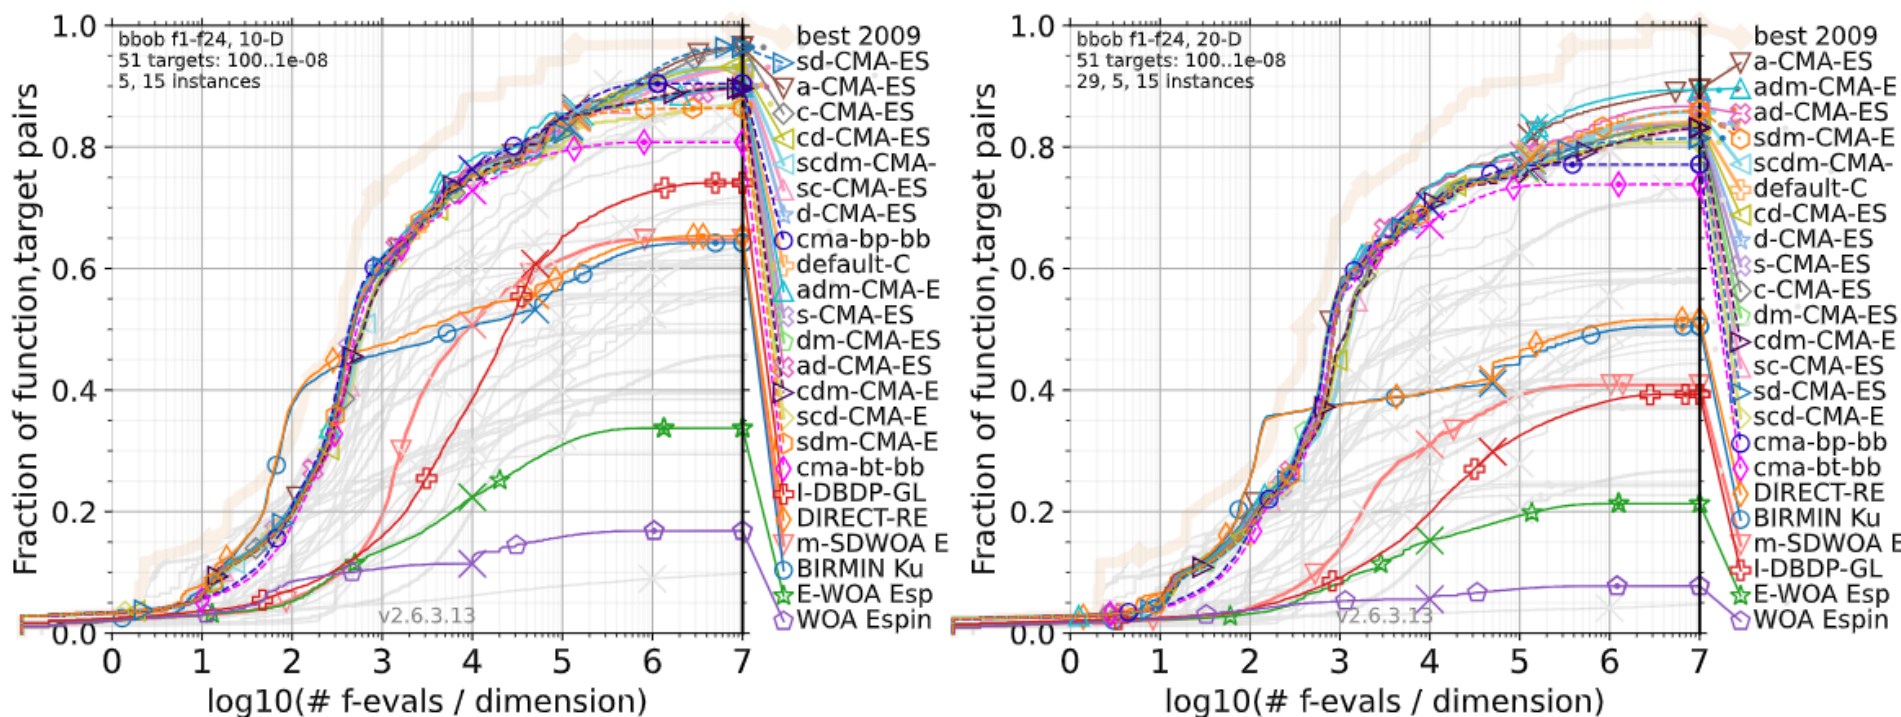 bbob f1-f24, 10-D
51 targets: 100..1e-08
5, 15 instances
Fraction of function,target pairs
1.0
0.8
0.6
0.4
0.2
0.0
v2.6.3.13
0 1 2 3 4 5 6 7
log10(# f-evals / dimension)
best 2009
sd-CMA-ES
a-CMA-ES
c-CMA-ES
cd-CMA-ES
scdm-CMA-
sc-CMA-ES
d-CMA-ES
cma-bp-bb
default-C
adm-CMA-E
s-CMA-ES
dm-CMA-ES
ad-CMA-ES
cdm-CMA-E
scd-CMA-E
sdm-CMA-E
cma-bt-bb
I-DBDP-GL
DIRECT-RE
m-SDWOA E
BIRMIN Ku
E-WOA Esp
WOA Espin
bbob f1-f24, 20-D
51 targets: 100..1e-08
29, 5, 15 instances
Fraction of function,target pairs
1.0
0.8
0.6
0.4
0.2
0.0
v2.6.3.13
0 1 2 3 4 5 6 7
log10(# f-evals / dimension)
best 2009
a-CMA-ES
adm-CMA-E
ad-CMA-ES
sdm-CMA-E
scdm-CMA-
default-C
cd-CMA-ES
d-CMA-ES
s-CMA-ES
c-CMA-ES
dm-CMA-ES
cdm-CMA-E
sc-CMA-ES
sd-CMA-ES
scd-CMA-E
cma-bp-bb
cma-bt-bb
DIRECT-RE
BIRMIN Ku
m-SDWOA E
I-DBDP-GL
E-WOA Esp
WOA Espin